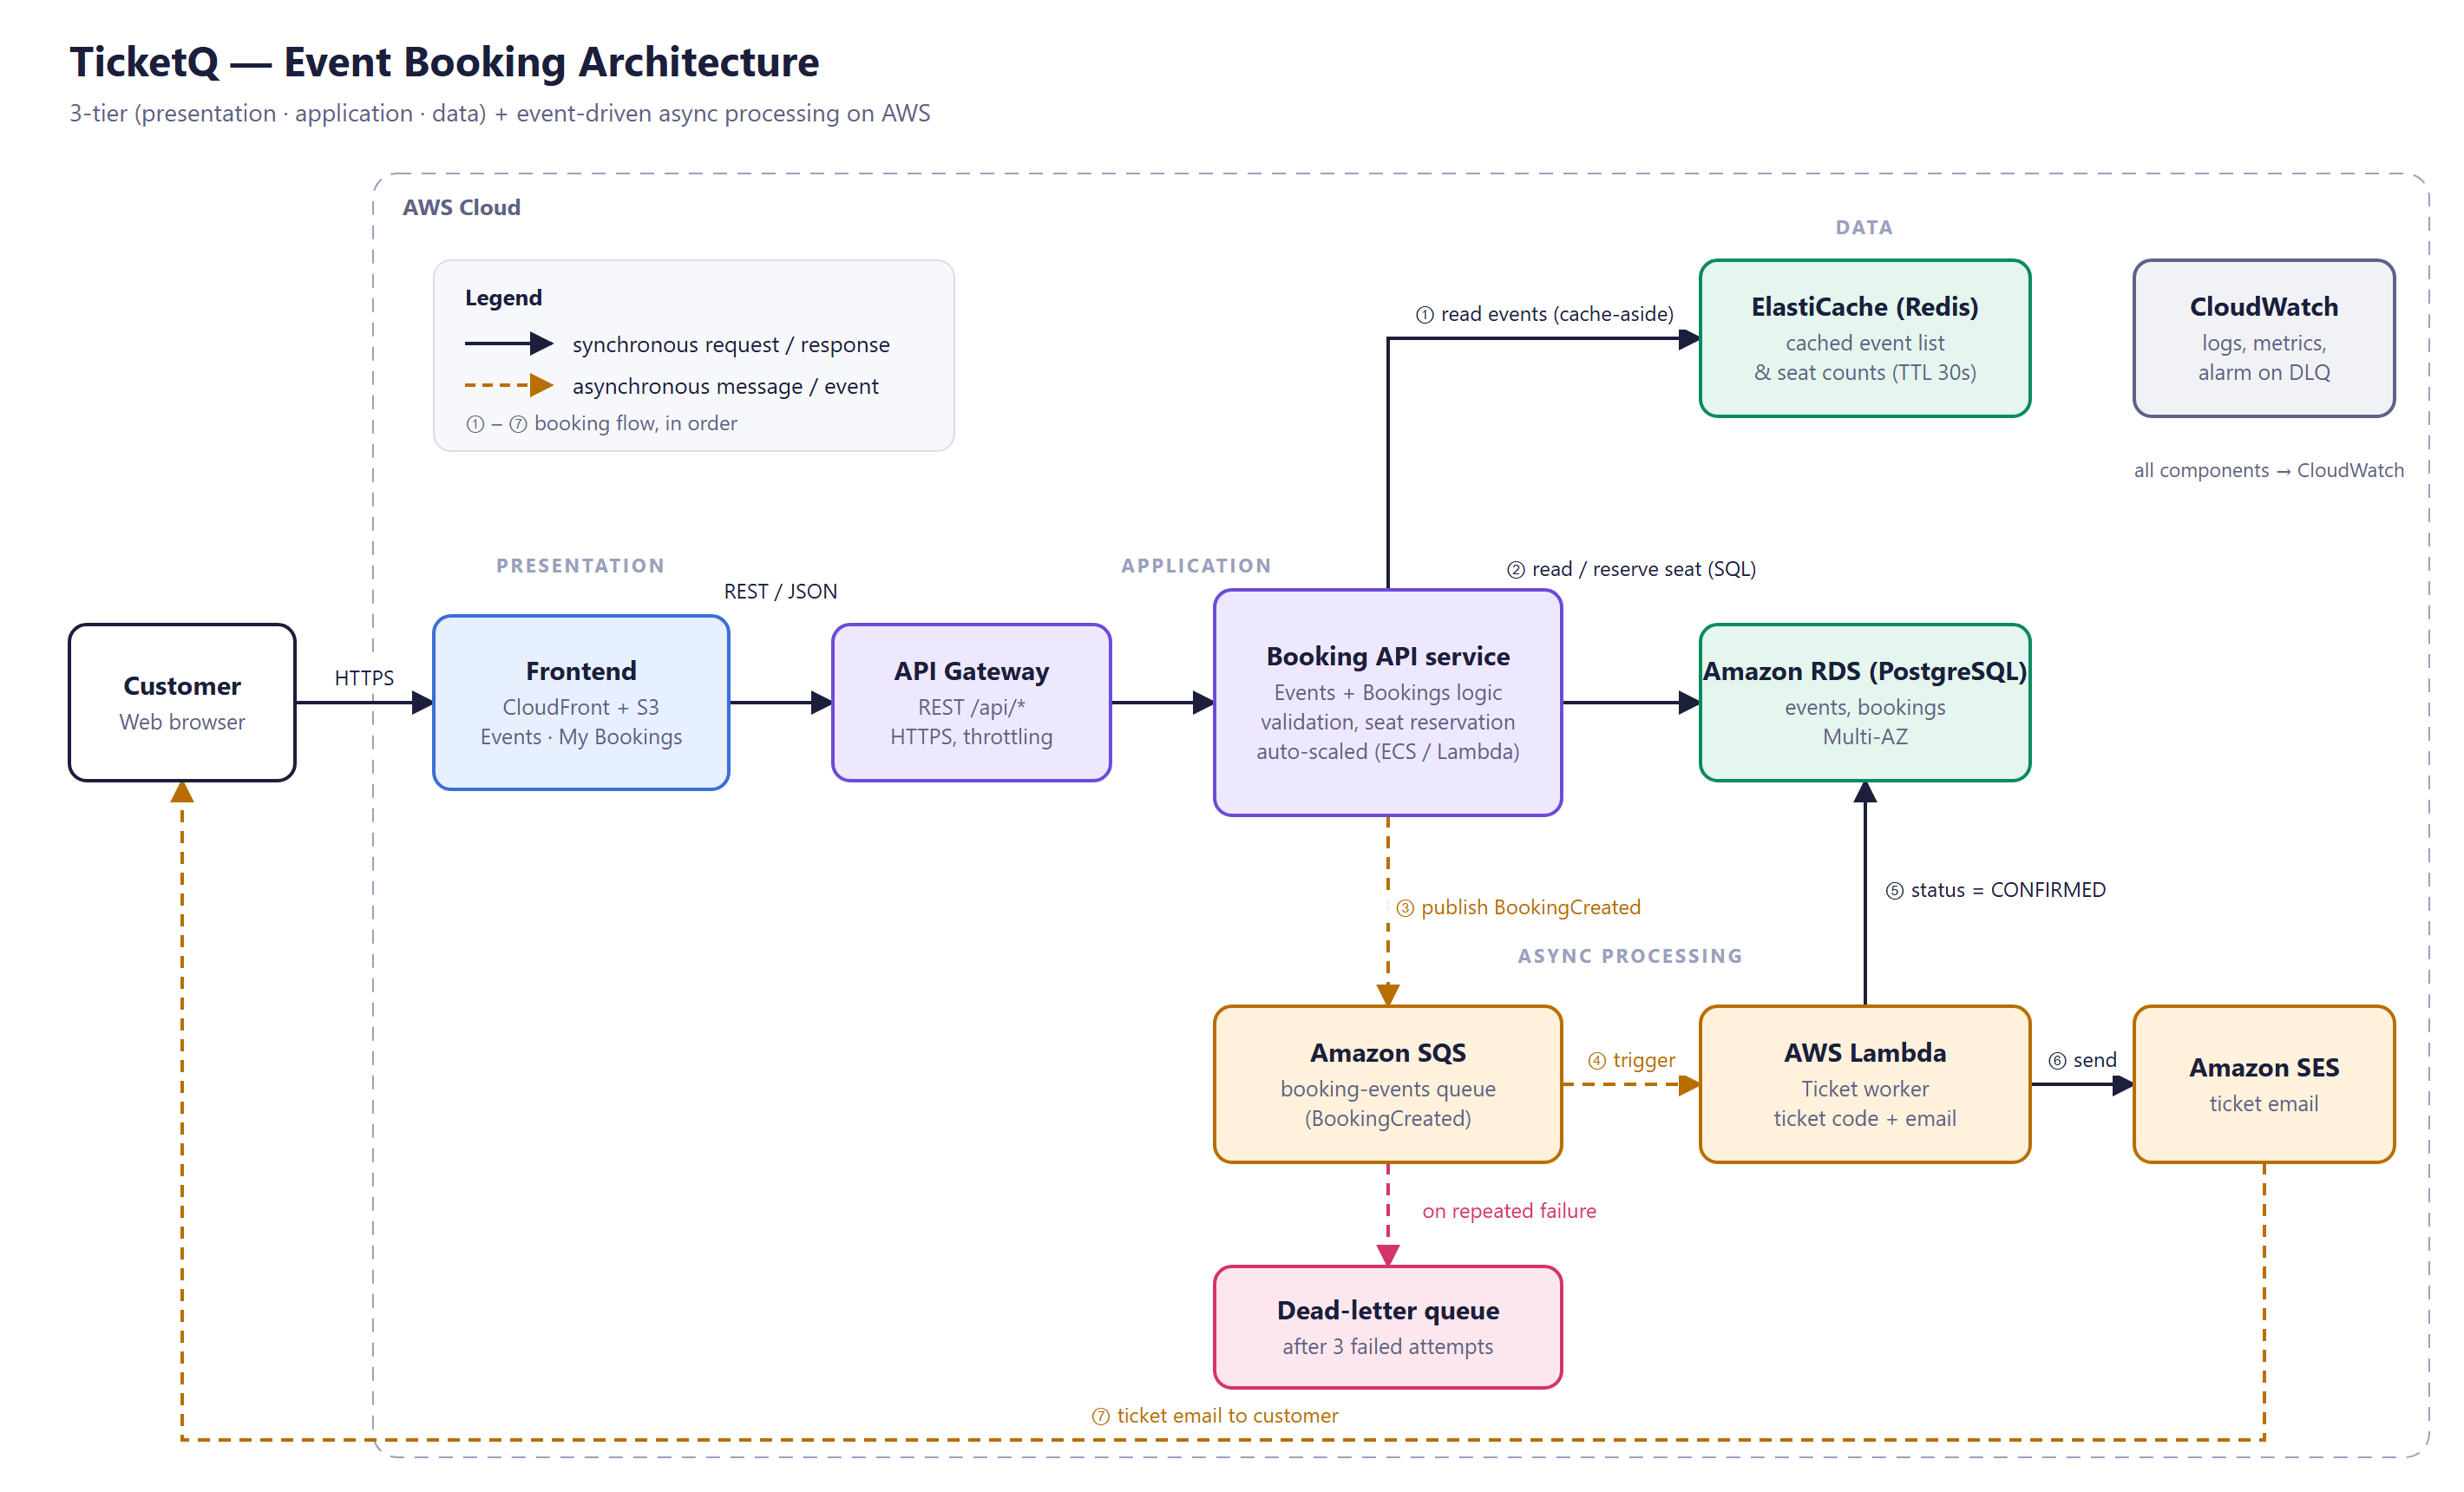 TicketQ — Event Booking Architecture
3-tier (presentation · application · data) + event-driven async processing on AWS
AWS Cloud
Legend
synchronous request / response
asynchronous message / event
① – ⑦ booking flow, in order
DATA
① read events (cache-aside)
ElastiCache (Redis)
cached event list
& seat counts (TTL 30s)
CloudWatch
logs, metrics,
alarm on DLQ
all components → CloudWatch
PRESENTATION
REST / JSON
APPLICATION
② read / reserve seat (SQL)
Customer
Web browser
HTTPS
Frontend
CloudFront + S3
Events · My Bookings
API Gateway
REST /api/*
HTTPS, throttling
Booking API service
Events + Bookings logic
validation, seat reservation
auto-scaled (ECS / Lambda)
Amazon RDS (PostgreSQL)
events, bookings
Multi-AZ
③ publish BookingCreated
⑤ status = CONFIRMED
ASYNC PROCESSING
Amazon SQS
booking-events queue
(BookingCreated)
④ trigger
AWS Lambda
Ticket worker
ticket code + email
⑥ send
Amazon SES
ticket email
on repeated failure
Dead-letter queue
after 3 failed attempts
⑦ ticket email to customer